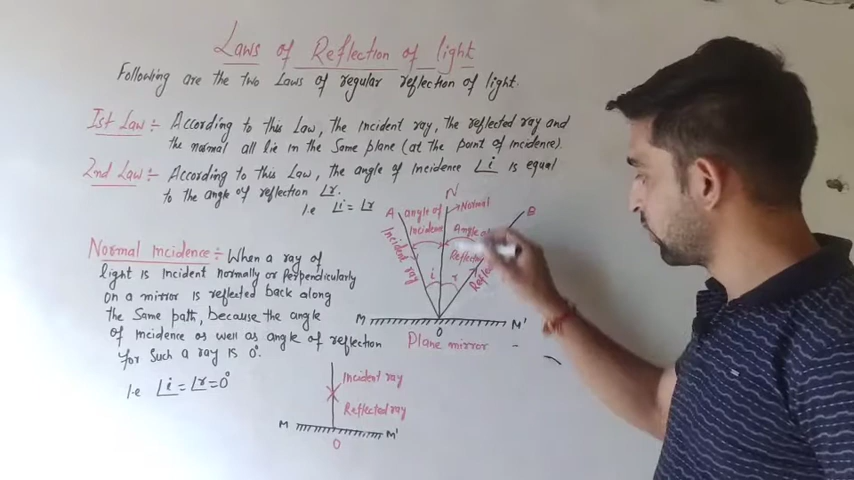 Laws of Reflection of light
Following are the two Laws of regular reflection of light.
Ist Law ÷ According to this Law, the incident ray, the reflected ray and
the normal all lie in the same plane (at the point of incidence).
2nd Law ÷ According to this Law, the angle of incidence ∠i is equal
to the angle of reflection ∠r.
i.e ∠i = ∠r
Normal incidence ÷ When a ray of
light is incident normally or perpendicularly
on a mirror is reflected back along
the same path, because the angle
of incidence as well as angle of reflection
for such a ray is 0°.
i.e ∠i = ∠r = 0°
N
A
angle of
incidence
Normal
Angle of
B
Incident ray
i
r
M
O
M'
Plane mirror
Incident ray
Reflected ray
M
O
M'